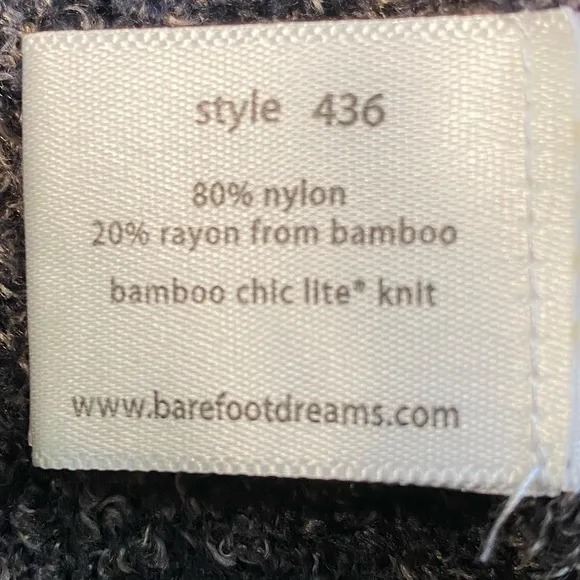 style 436
80% nylon
20% rayon from bamboo
bamboo chic lite® knit
www.barefootdreams.com